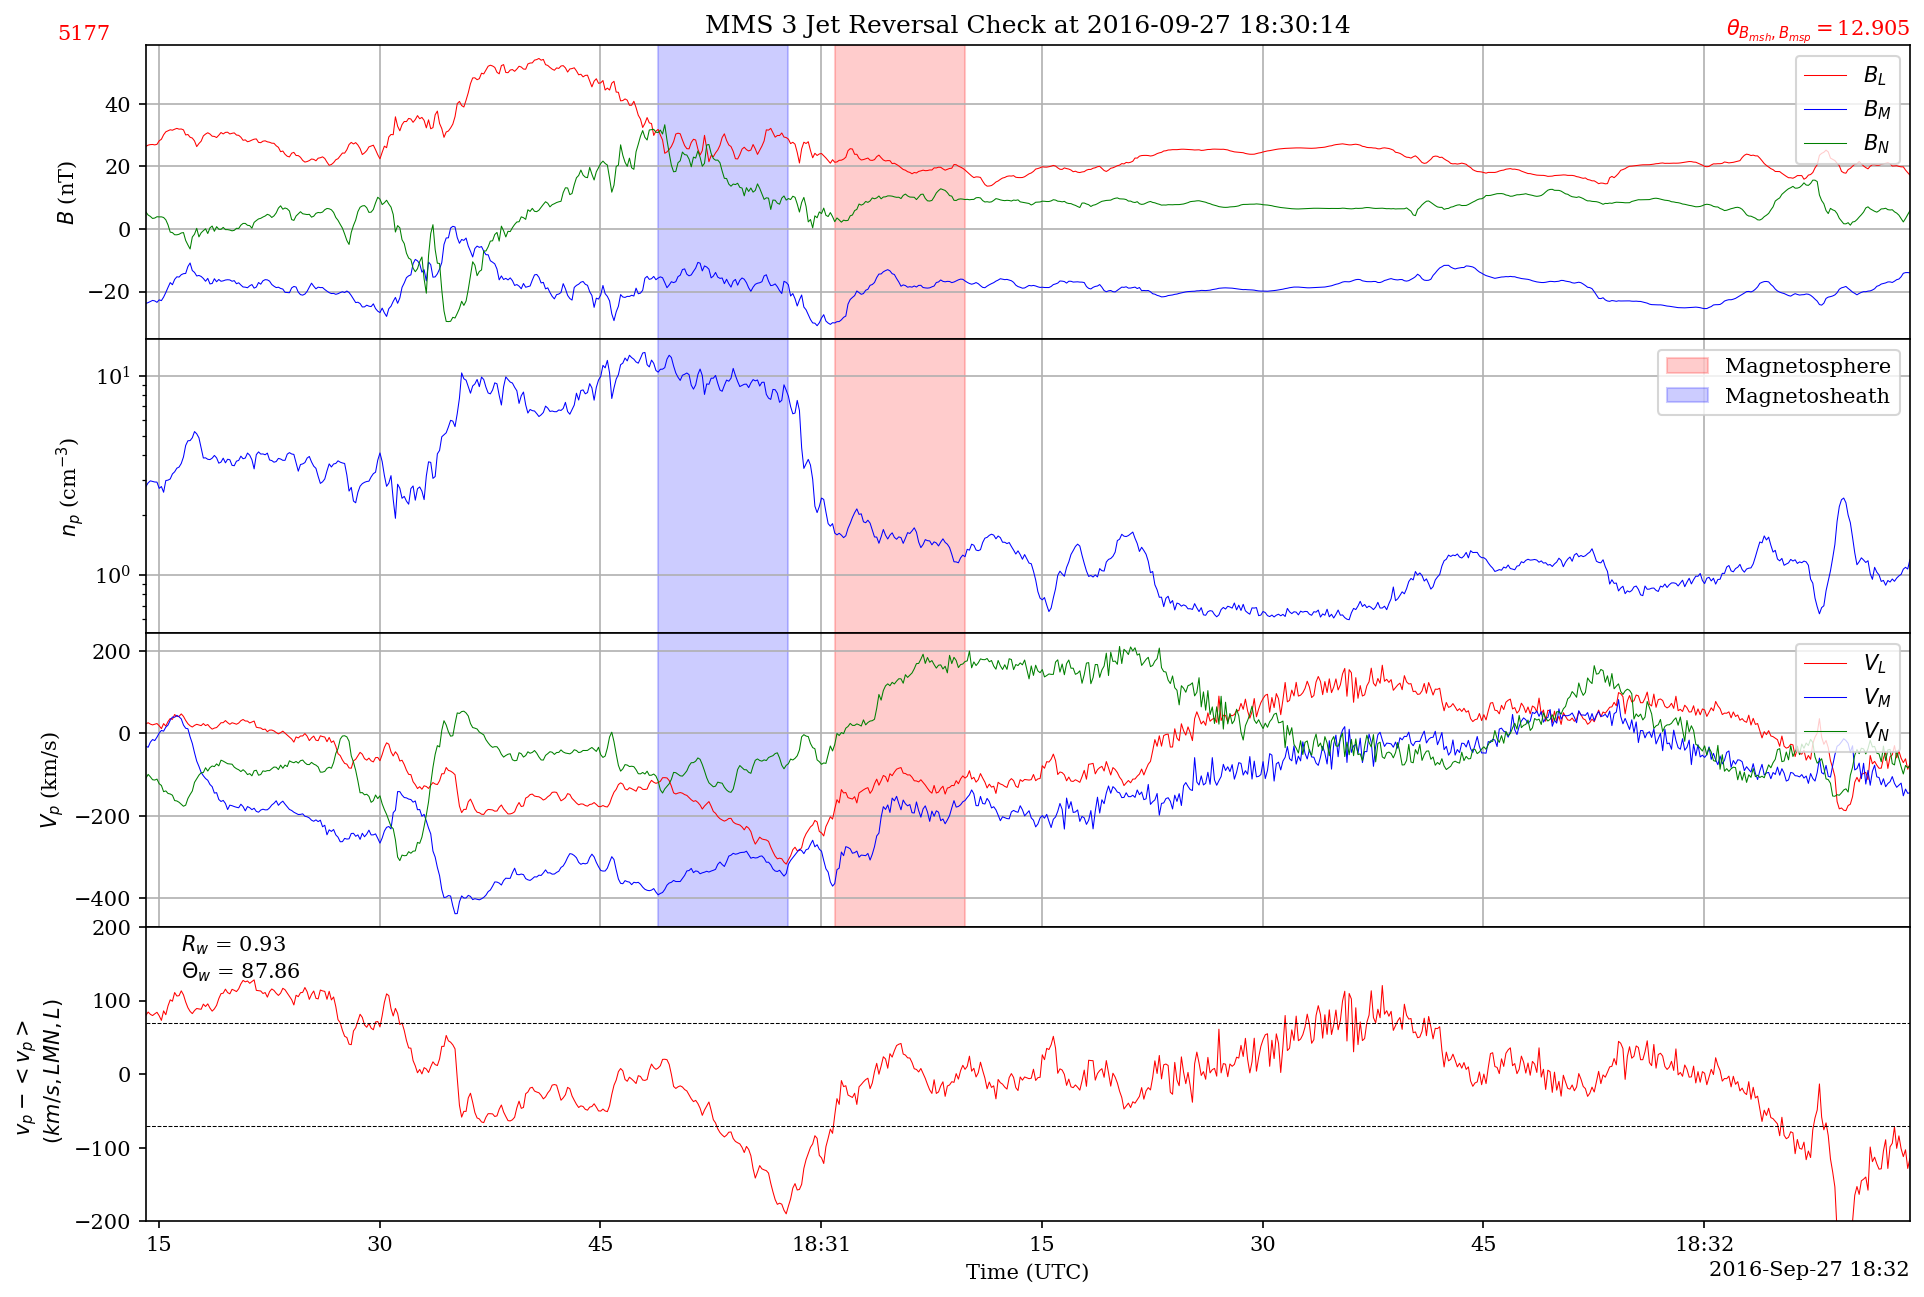 MMS 3 Jet Reversal Check at 2016-09-27 18:30:14
5177
θ_{B_{msh}, B_{msp}} = 12.905
B (nT)
40
20
0
−20
B_L
B_M
B_N
n_p (cm^{−3})
10^1
10^0
Magnetosphere
Magnetosheath
V_p (km/s)
200
0
−200
−400
V_L
V_M
V_N
v_p − < v_p >
(km/s, LMN, L)
200
100
0
−100
−200
R_w = 0.93
Θ_w = 87.86
15 30 45 18:31 15 30 45 18:32
Time (UTC)
2016-Sep-27 18:32